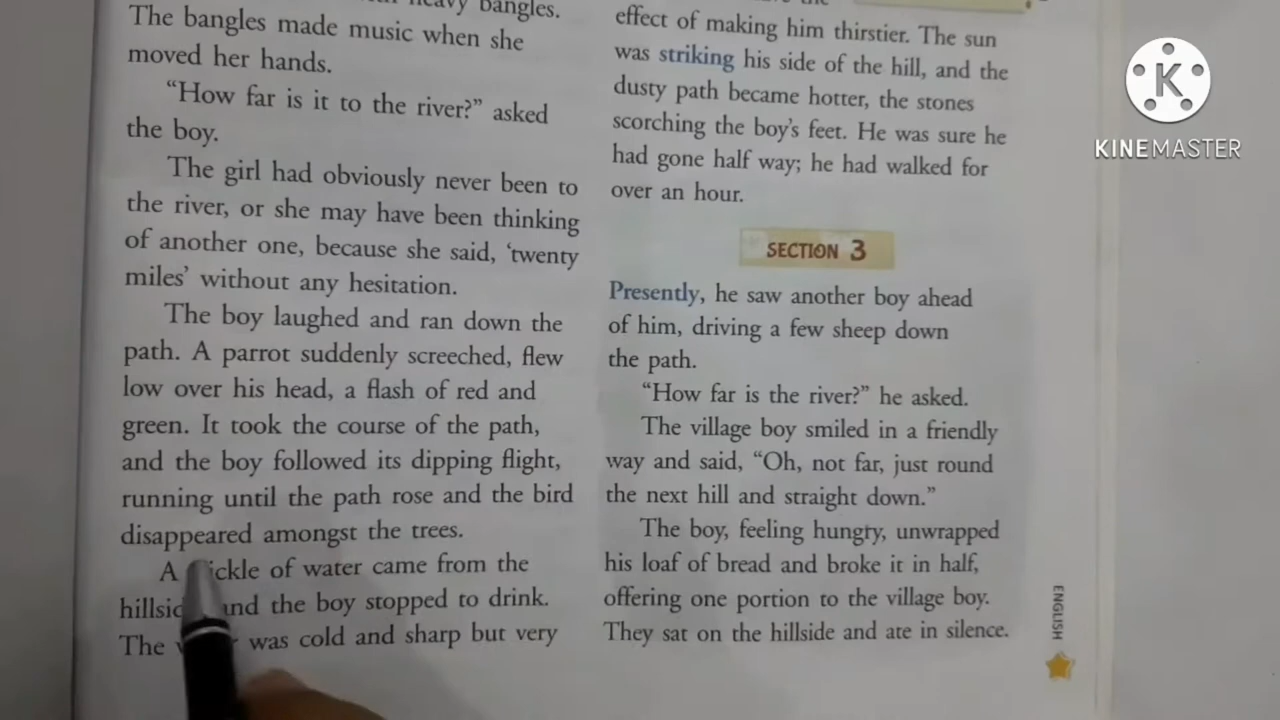 heavy bangles.
The bangles made music when she
moved her hands.
“How far is it to the river?” asked
the boy.
The girl had obviously never been to
the river, or she may have been thinking
of another one, because she said, ‘twenty
miles’ without any hesitation.
The boy laughed and ran down the
path. A parrot suddenly screeched, flew
low over his head, a flash of red and
green. It took the course of the path,
and the boy followed its dipping flight,
running until the path rose and the bird
disappeared amongst the trees.
A of water came from the
and the boy stopped to drink.
The was cold and sharp but very
effect of making him thirstier. The sun
was striking his side of the hill, and the
dusty path became hotter, the stones
scorching the boy’s feet. He was sure he
had gone half way; he had walked for
over an hour.
SECTION 3
Presently, he saw another boy ahead
of him, driving a few sheep down
the path.
“How far is the river?” he asked.
The village boy smiled in a friendly
way and said, “Oh, not far, just round
the next hill and straight down.”
The boy, feeling hungry, unwrapped
his loaf of bread and broke it in half,
offering one portion to the village boy.
They sat on the hillside and ate in silence.
ENGLISH
K
KINEMASTER